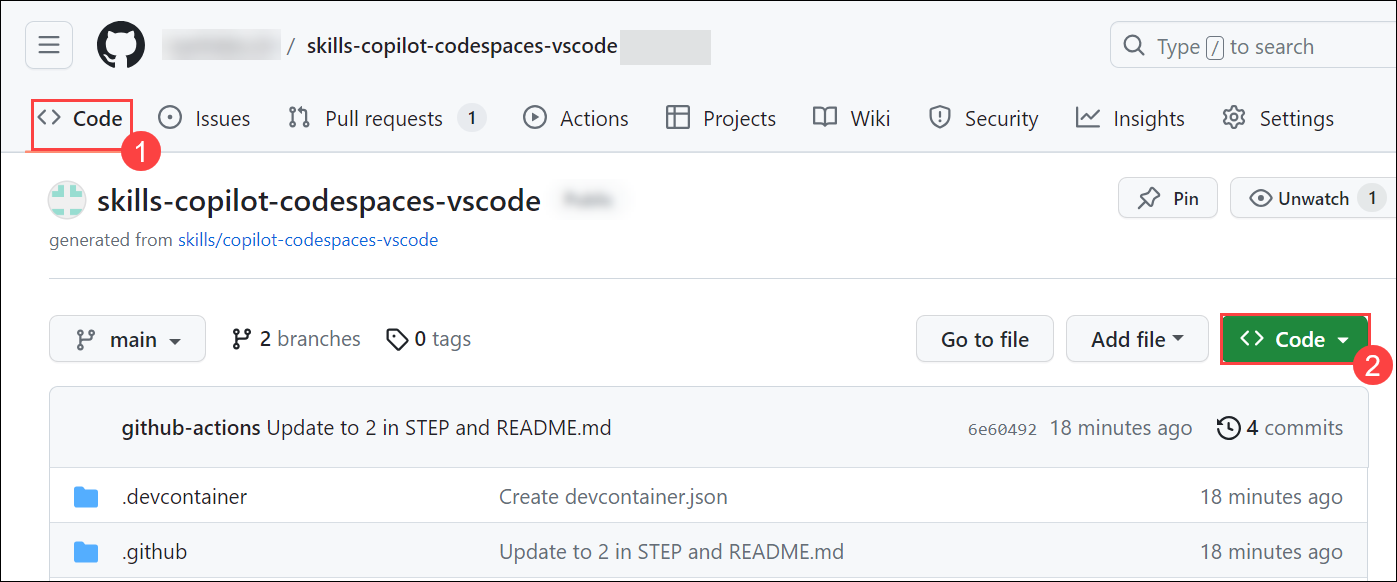 / skills-copilot-codespaces-vscode
Type / to search
Code
Issues
Pull requests 1
Actions
Projects
Wiki
Security
Insights
Settings
1
skills-copilot-codespaces-vscode
Pin
Unwatch 1
generated from skills/copilot-codespaces-vscode
main
2 branches
0 tags
Go to file
Add file
Code
2
github-actions Update to 2 in STEP and README.md
6e60492 18 minutes ago
4 commits
.devcontainer
Create devcontainer.json
18 minutes ago
.github
Update to 2 in STEP and README.md
18 minutes ago